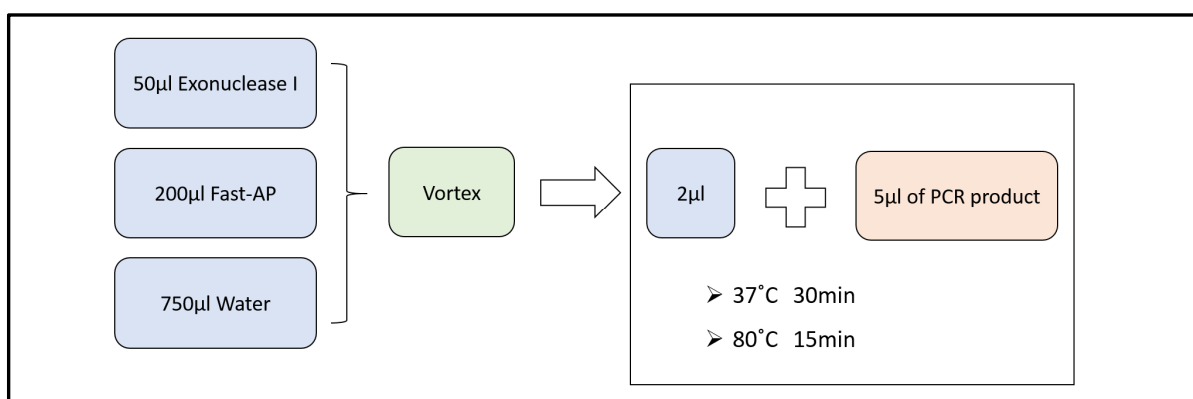 50µl Exonuclease I
200µl Fast-AP
750µl Water
Vortex
2µl
5µl of PCR product
➢ 37˚C 30min
➢ 80˚C 15min